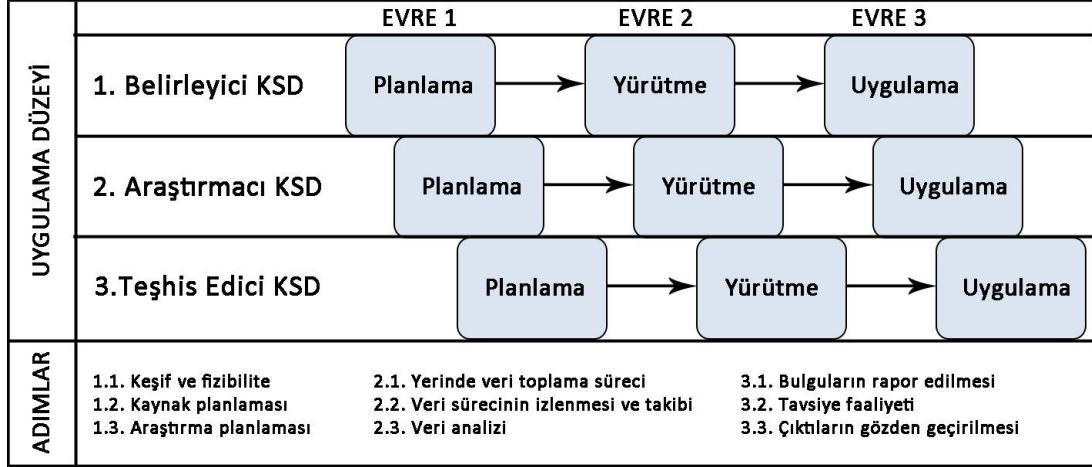 EVRE 1 EVRE 2 EVRE 3
UYGULAMA DÜZEYİ
1. Belirleyici KSD Planlama Yürütme Uygulama
2. Araştırmacı KSD Planlama Yürütme Uygulama
3.Teşhis Edici KSD Planlama Yürütme Uygulama
ADIMLAR
1.1. Keşif ve fizibilite
1.2. Kaynak planlaması
1.3. Araştırma planlaması
2.1. Yerinde veri toplama süreci
2.2. Veri sürecinin izlenmesi ve takibi
2.3. Veri analizi
3.1. Bulguların rapor edilmesi
3.2. Tavsiye faaliyeti
3.3. Çıktıların gözden geçirilmesi